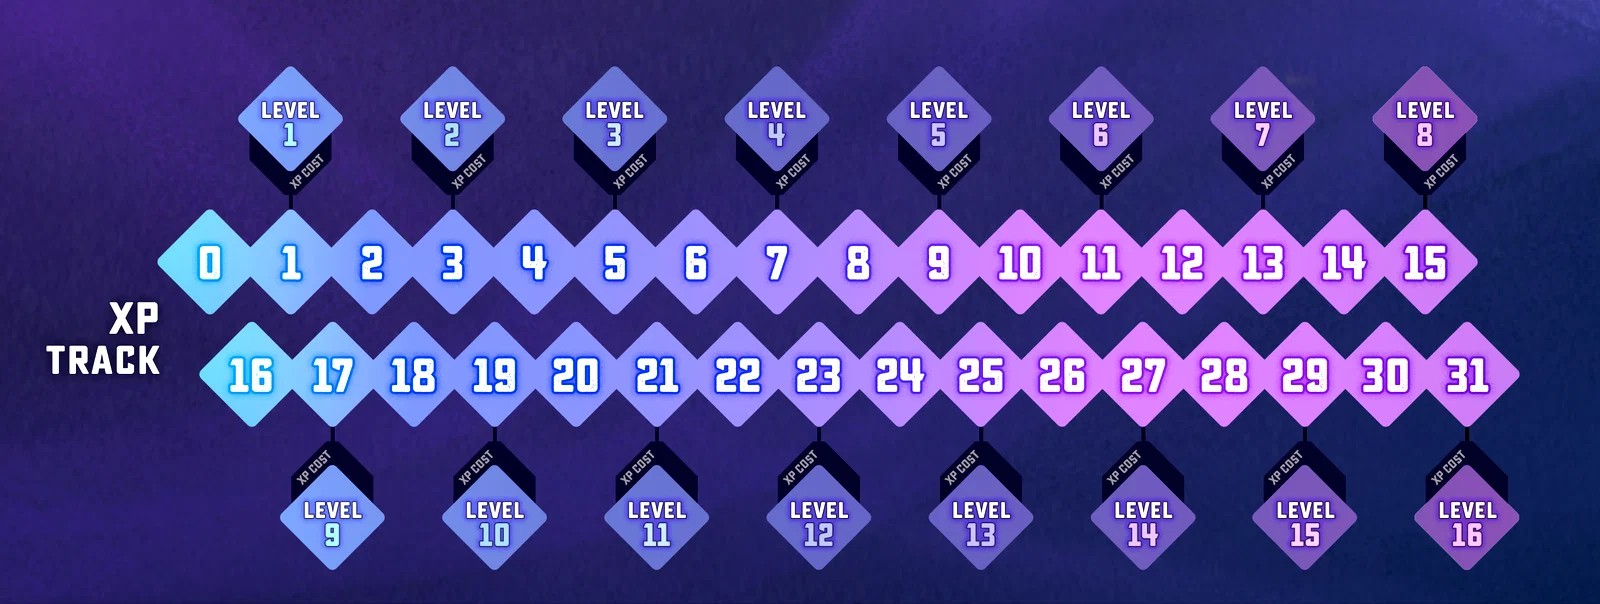 LEVEL LEVEL LEVEL LEVEL LEVEL LEVEL LEVEL LEVEL
1 2 3 4 5 6 7 8
XP COST XP COST XP COST XP COST XP COST XP COST XP COST XP COST
0 1 2 3 4 5 6 7 8 9 10 11 12 13 14 15
XP
TRACK
16 17 18 19 20 21 22 23 24 25 26 27 28 29 30 31
XP COST XP COST XP COST XP COST XP COST XP COST XP COST XP COST
LEVEL LEVEL LEVEL LEVEL LEVEL LEVEL LEVEL LEVEL
9 10 11 12 13 14 15 16